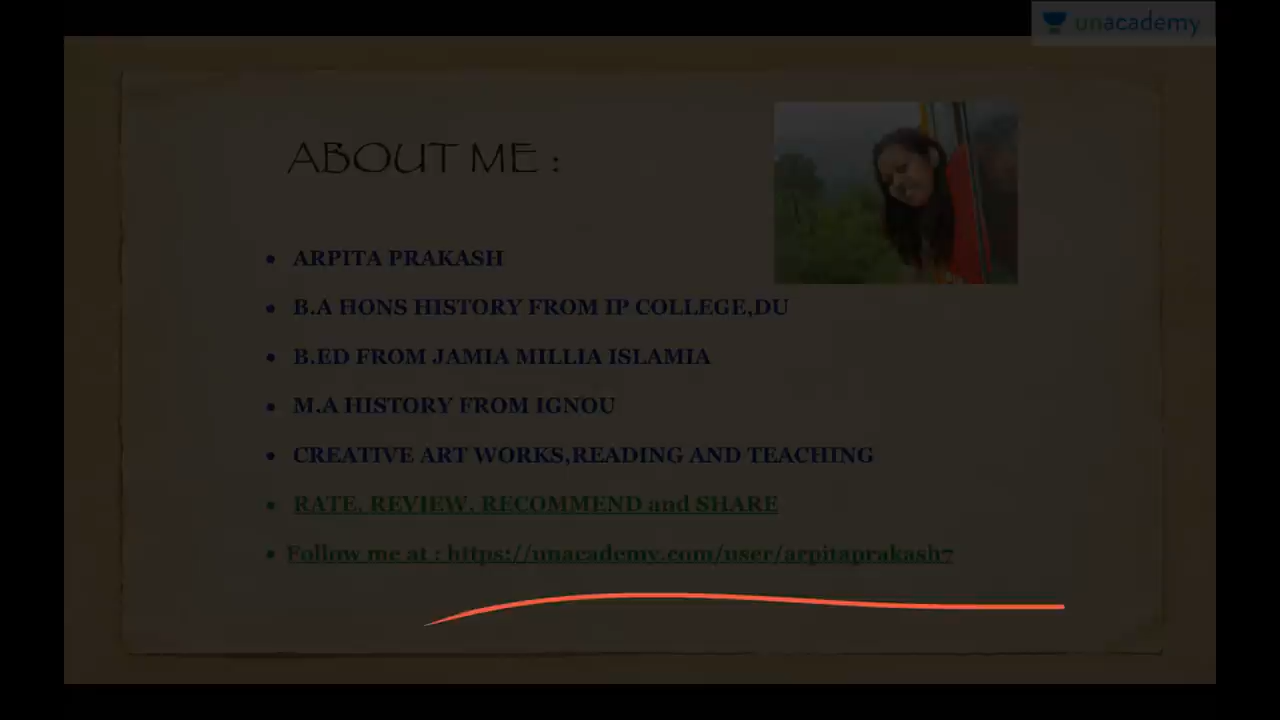 unacademy
ABOUT ME :
• ARPITA PRAKASH
• B.A HONS HISTORY FROM IP COLLEGE,DU
• B.ED FROM JAMIA MILLIA ISLAMIA
• M.A HISTORY FROM IGNOU
• CREATIVE ART WORKS,READING AND TEACHING
• RATE, REVIEW, RECOMMEND and SHARE
• Follow me at : https://unacademy.com/user/arpitaprakash7